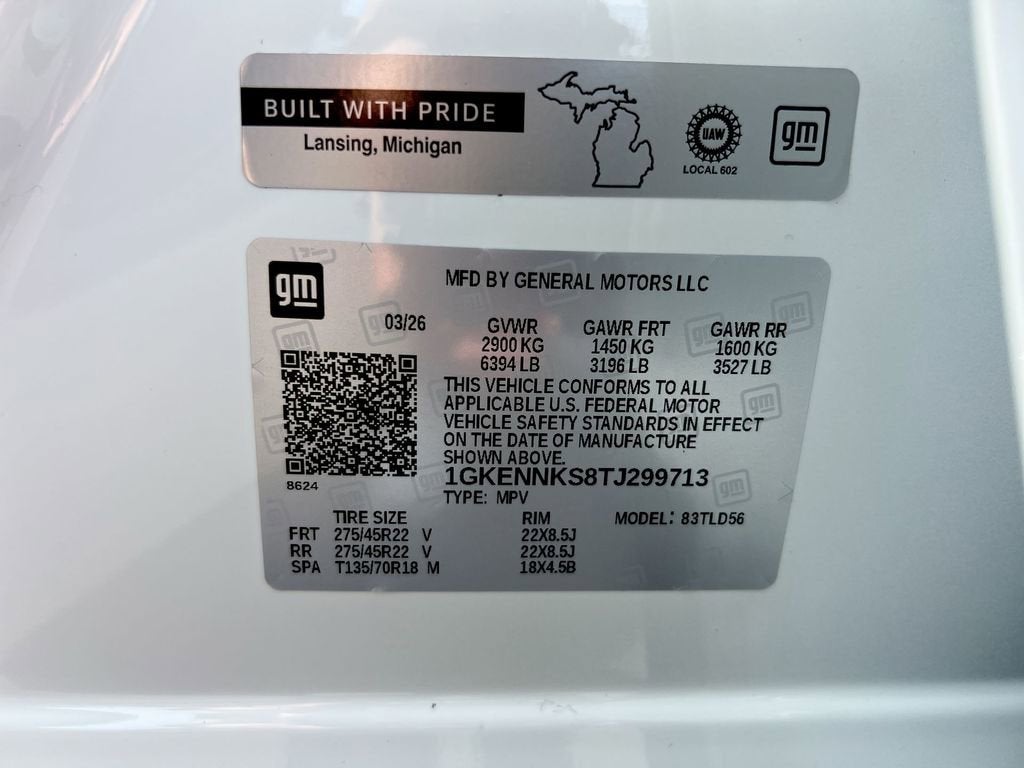 BUILT WITH PRIDE
Lansing, Michigan
UAW
LOCAL 602
gm
gm
MFD BY GENERAL MOTORS LLC
03/26 GVWR GAWR FRT GAWR RR
2900 KG 1450 KG 1600 KG
6394 LB 3196 LB 3527 LB
THIS VEHICLE CONFORMS TO ALL
APPLICABLE U.S. FEDERAL MOTOR
VEHICLE SAFETY STANDARDS IN EFFECT
ON THE DATE OF MANUFACTURE
SHOWN ABOVE.
1GKENNKS8TJ299713
8624
TYPE: MPV
TIRE SIZE RIM MODEL: 83TLD56
FRT 275/45R22 V 22X8.5J
RR 275/45R22 V 22X8.5J
SPA T135/70R18 M 18X4.5B